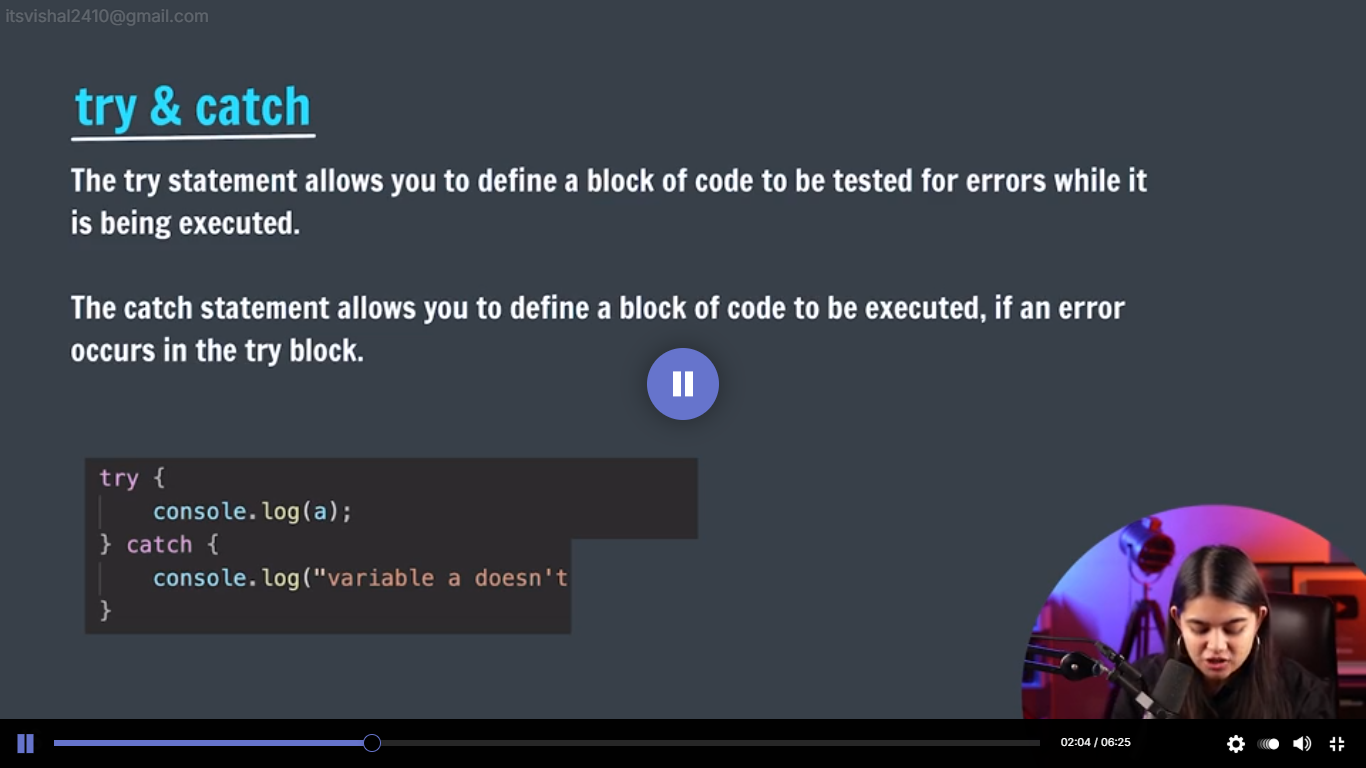 itsvishal2410@gmail.com
try & catch
The try statement allows you to define a block of code to be tested for errors while it
is being executed.
The catch statement allows you to define a block of code to be executed, if an error
occurs in the try block.
try {
console.log(a);
} catch {
console.log("variable a doesn't
}
02:04 / 06:25